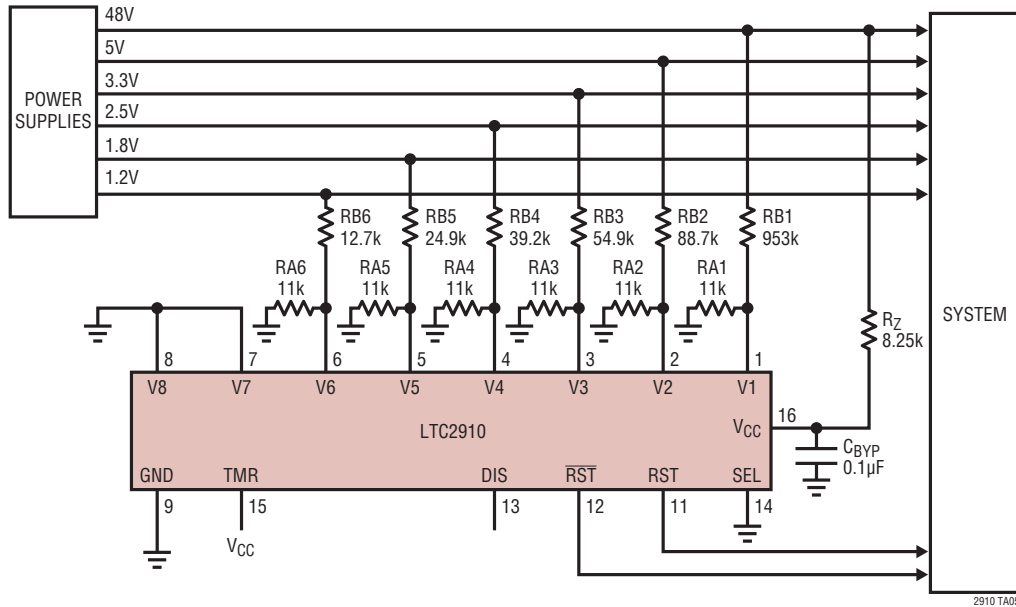 48V
5V
3.3V
2.5V
1.8V
1.2V
POWER
SUPPLIES
RB6
12.7k
RB5
24.9k
RB4
39.2k
RB3
54.9k
RB2
88.7k
RB1
953k
RA6
11k
RA5
11k
RA4
11k
RA3
11k
RA2
11k
RA1
11k
RZ
8.25k
SYSTEM
8
7
6
5
4
3
2
1
V8
V7
V6
V5
V4
V3
V2
V1
LTC2910
VCC
16
CBYP
0.1µF
GND
TMR
DIS
RST
RST
SEL
9
15
13
12
11
14
VCC
2910 TA05